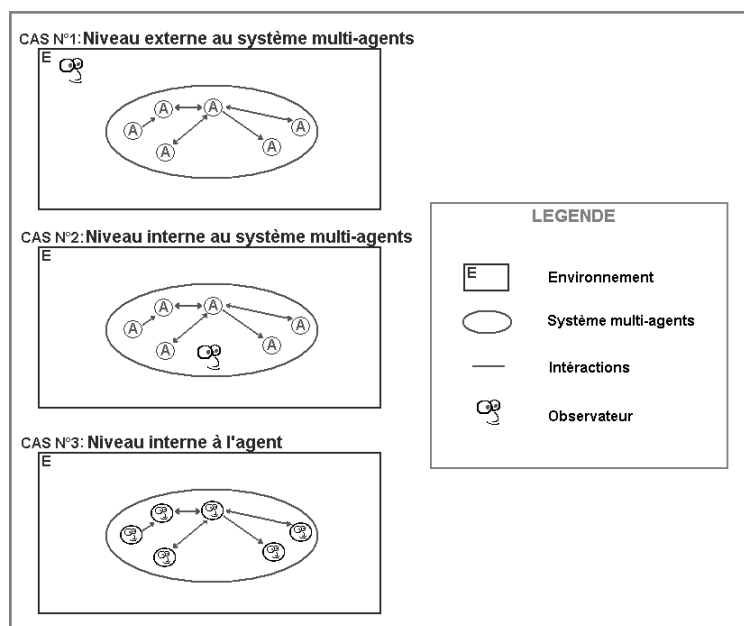 CAS N°1: Niveau externe au système multi-agents
E
A A A A A A
CAS N°2: Niveau interne au système multi-agents
E
A A A A A A
CAS N°3: Niveau interne à l'agent
E
LEGENDE
E Environnement
Système multi-agents
Intéractions
Observateur